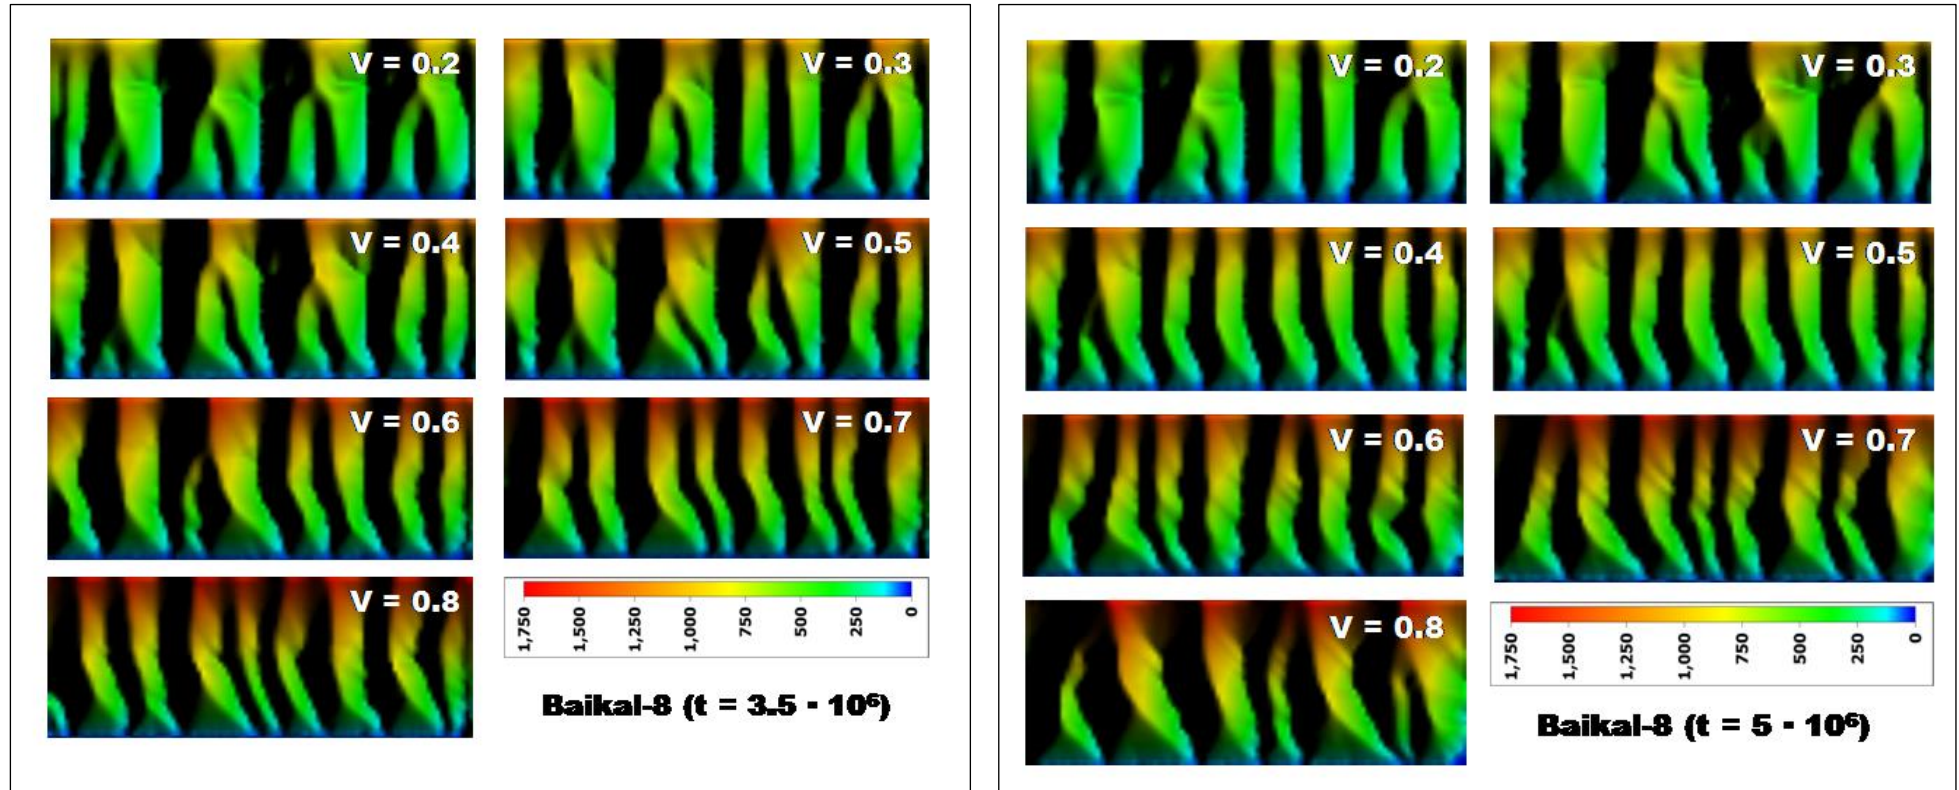 V = 0.2
V = 0.3
V = 0.4
V = 0.5
V = 0.6
V = 0.7
V = 0.8
1,750
1,500
1,250
1,000
750
500
250
0
Baikal-8 (t = 3.5 · 10⁶)
V = 0.2
V = 0.3
V = 0.4
V = 0.5
V = 0.6
V = 0.7
V = 0.8
1,750
1,500
1,250
1,000
750
500
250
0
Baikal-8 (t = 5 · 10⁶)